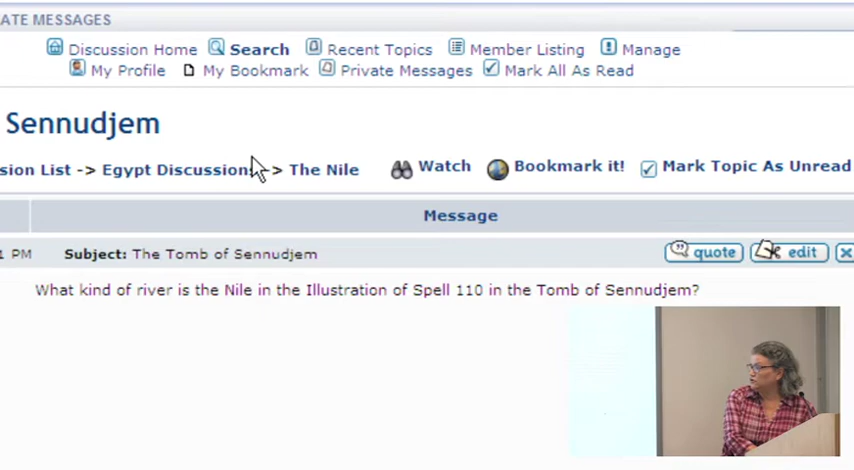 ATE MESSAGES
Discussion Home Search Recent Topics Member Listing Manage
My Profile My Bookmark Private Messages Mark All As Read
Sennudjem
sion List -> Egypt Discussions -> The Nile Watch Bookmark it! Mark Topic As Unread
Message
1 PM Subject: The Tomb of Sennudjem quote edit
What kind of river is the Nile in the Illustration of Spell 110 in the Tomb of Sennudjem?